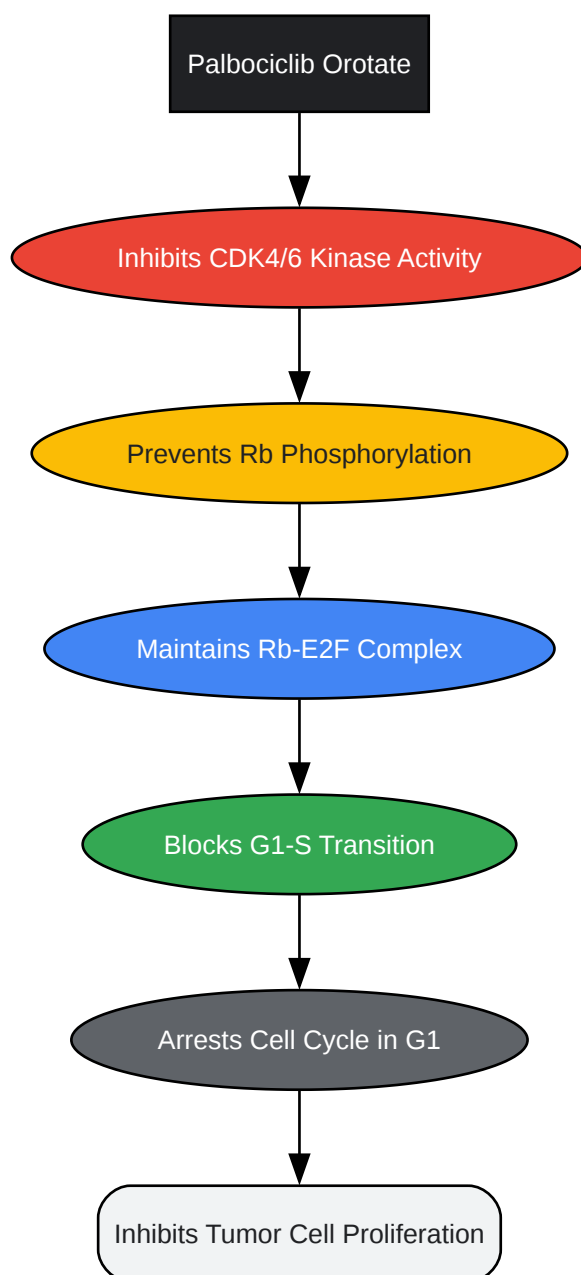 Palbociclib Orotate
Inhibits CDK4/6 Kinase Activity
Prevents Rb Phosphorylation
Maintains Rb-E2F Complex
Blocks G1-S Transition
Arrests Cell Cycle in G1
Inhibits Tumor Cell Proliferation